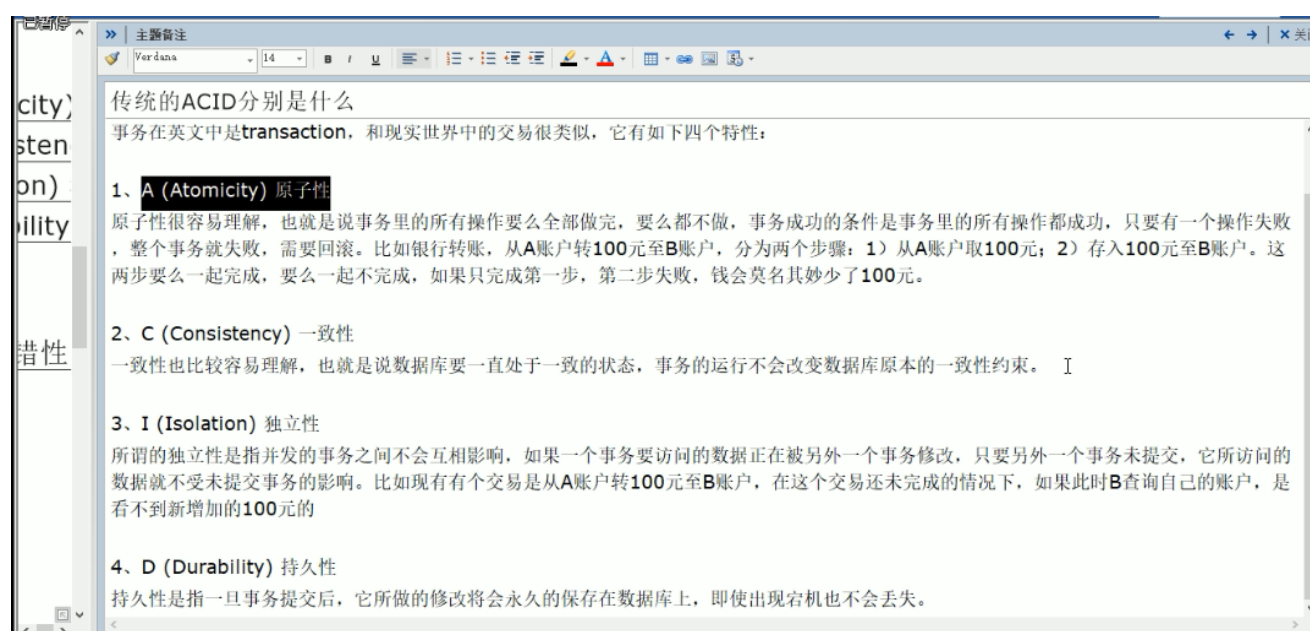 已暂停
主题备注
关
Verdana
14
B I U
city)
sten
on)
ility
错性
传统的ACID分别是什么
事务在英文中是transaction，和现实世界中的交易很类似，它有如下四个特性：
1、A (Atomicity) 原子性
原子性很容易理解，也就是说事务里的所有操作要么全部做完，要么都不做，事务成功的条件是事务里的所有操作都成功，只要有一个操作失败
，整个事务就失败，需要回滚。比如银行转账，从A账户转100元至B账户，分为两个步骤：1）从A账户取100元；2）存入100元至B账户。这
两步要么一起完成，要么一起不完成，如果只完成第一步，第二步失败，钱会莫名其妙少了100元。
2、C (Consistency) 一致性
一致性也比较容易理解，也就是说数据库要一直处于一致的状态，事务的运行不会改变数据库原本的一致性约束。
3、I (Isolation) 独立性
所谓的独立性是指并发的事务之间不会互相影响，如果一个事务要访问的数据正在被另外一个事务修改，只要另外一个事务未提交，它所访问的
数据就不受未提交事务的影响。比如现有有个交易是从A账户转100元至B账户，在这个交易还未完成的情况下，如果此时B查询自己的账户，是
看不到新增加的100元的
4、D (Durability) 持久性
持久性是指一旦事务提交后，它所做的修改将会永久的保存在数据库上，即使出现宕机也不会丢失。